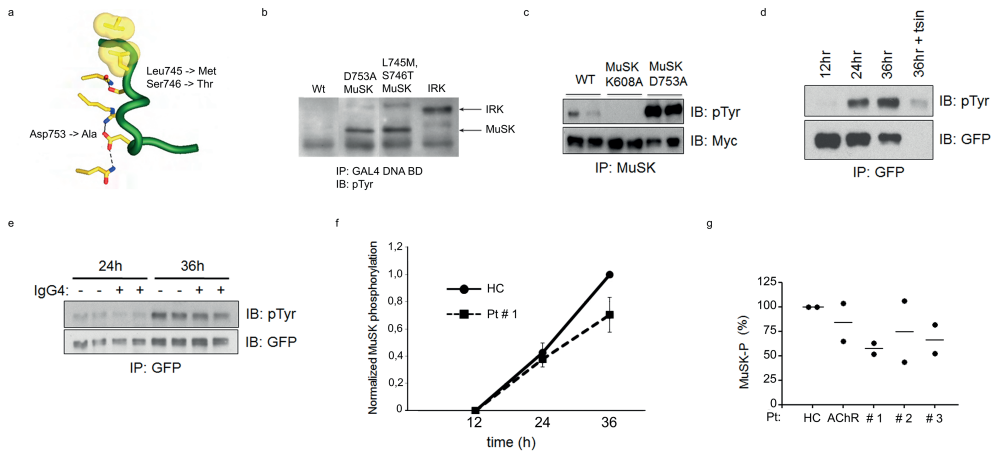 a
Leu745 -> Met
Ser746 -> Thr
Asp753 -> Ala
b
Wt
D753A
MuSK
L745M,
S746T
MuSK
IRK
IRK
MuSK
IP: GAL4 DNA BD
IB: pTyr
c
WT
MuSK
K608A
MuSK
D753A
IB: pTyr
IB: Myc
IP: MuSK
d
12hr
24hr
36hr
36hr + tsin
IB: pTyr
IB: GFP
IP: GFP
e
24h 36h
IgG4: - - + + - - + +
IB: pTyr
IB: GFP
IP: GFP
f
Normalized MuSK phosphorylation
1,2
1
0,8
0,6
0,4
0,2
0
HC
Pt # 1
12 24 36
time (h)
g
MuSK-P (%)
125
100
75
50
25
0
Pt: HC AChR # 1 # 2 # 3